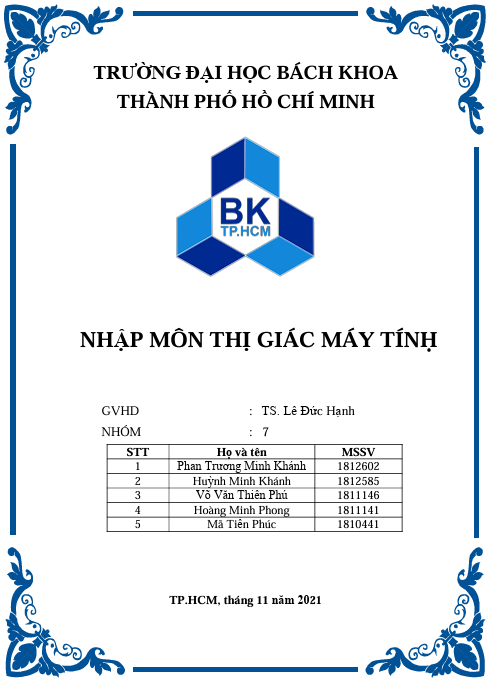 TRƯỜNG ĐẠI HỌC BÁCH KHOA
THÀNH PHỐ HỒ CHÍ MINH
BK
TP.HCM
NHẬP MÔN THỊ GIÁC MÁY TÍNH
GVHD : TS. Lê Đức Hạnh
NHÓM : 7
STT Họ và tên MSSV
1 Phan Trương Minh Khánh 1812602
2 Huỳnh Minh Khánh 1812585
3 Võ Văn Thiên Phú 1811146
4 Hoàng Minh Phong 1811141
5 Mã Tiên Phúc 1810441
TP.HCM, tháng 11 năm 2021